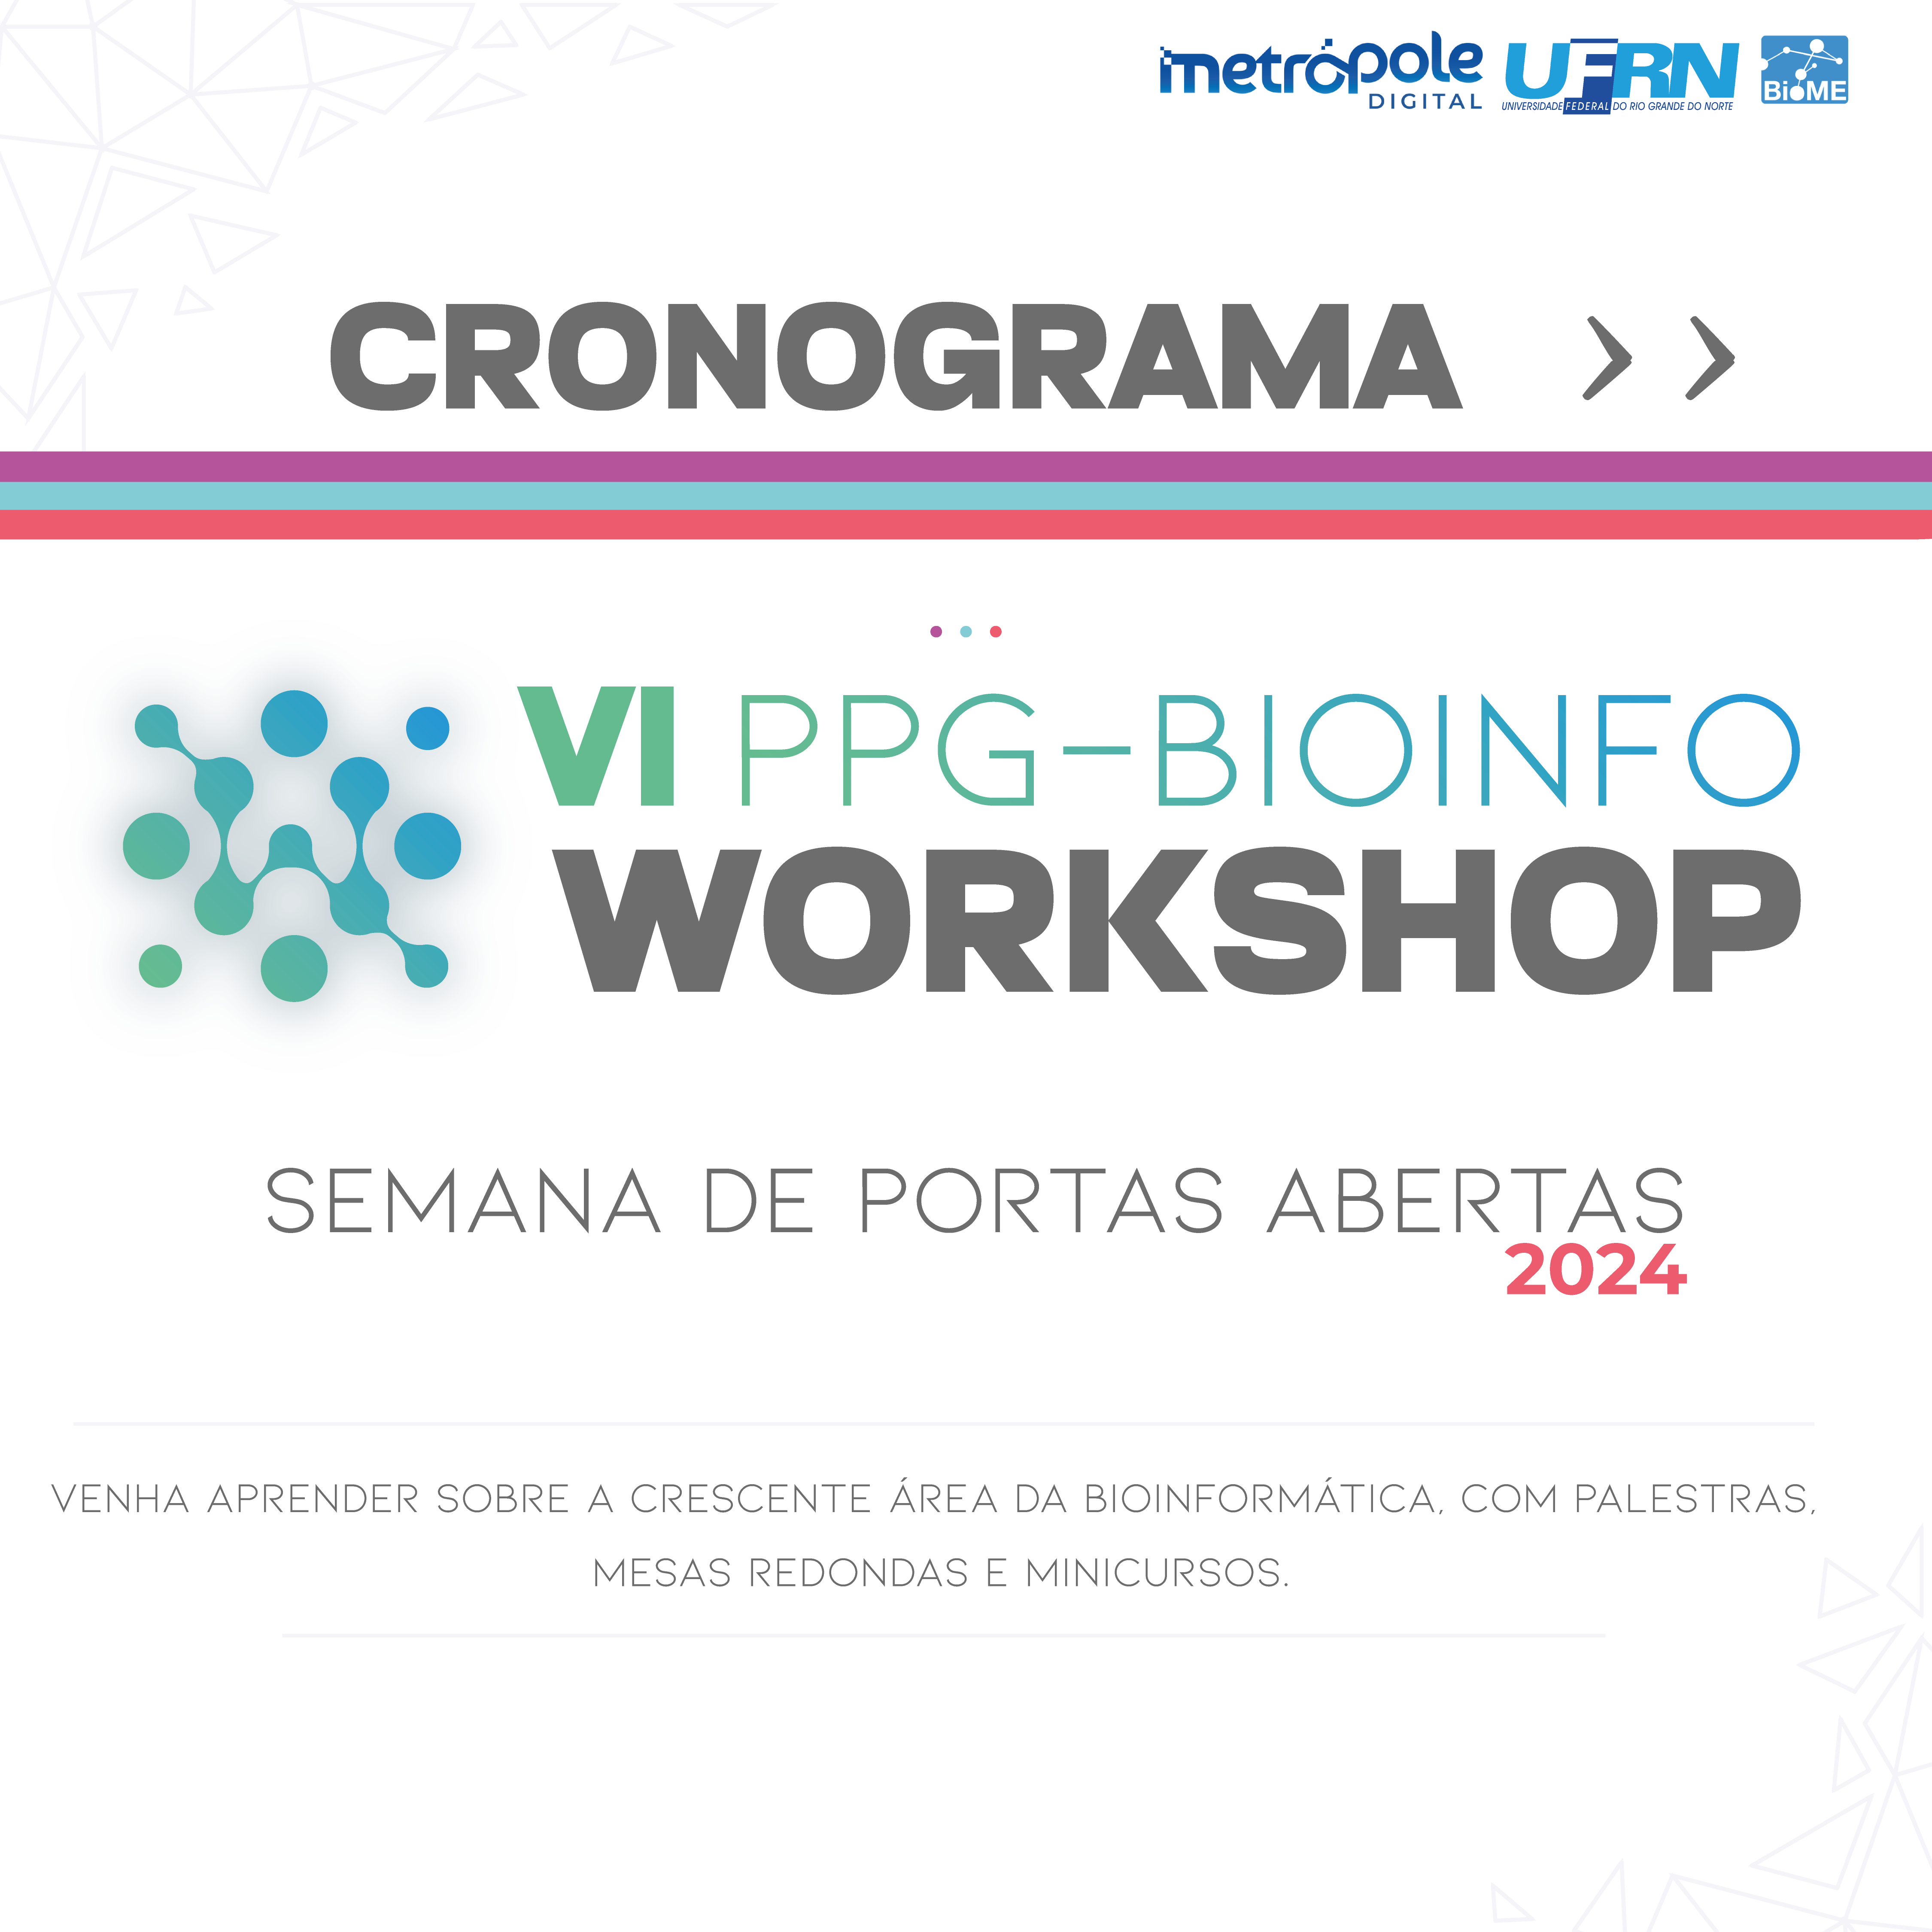 metrópole
DIGITAL
UFRN
UNIVERSIDADE FEDERAL DO RIO GRANDE DO NORTE
BiOME
CRONOGRAMA
VI PPG-BIOINFO
WORKSHOP
SEMANA DE PORTAS ABERTAS
2024
VENHA APRENDER SOBRE A CRESCENTE ÁREA DA BIOINFORMÁTICA, COM PALESTRAS,
MESAS REDONDAS E MINICURSOS.